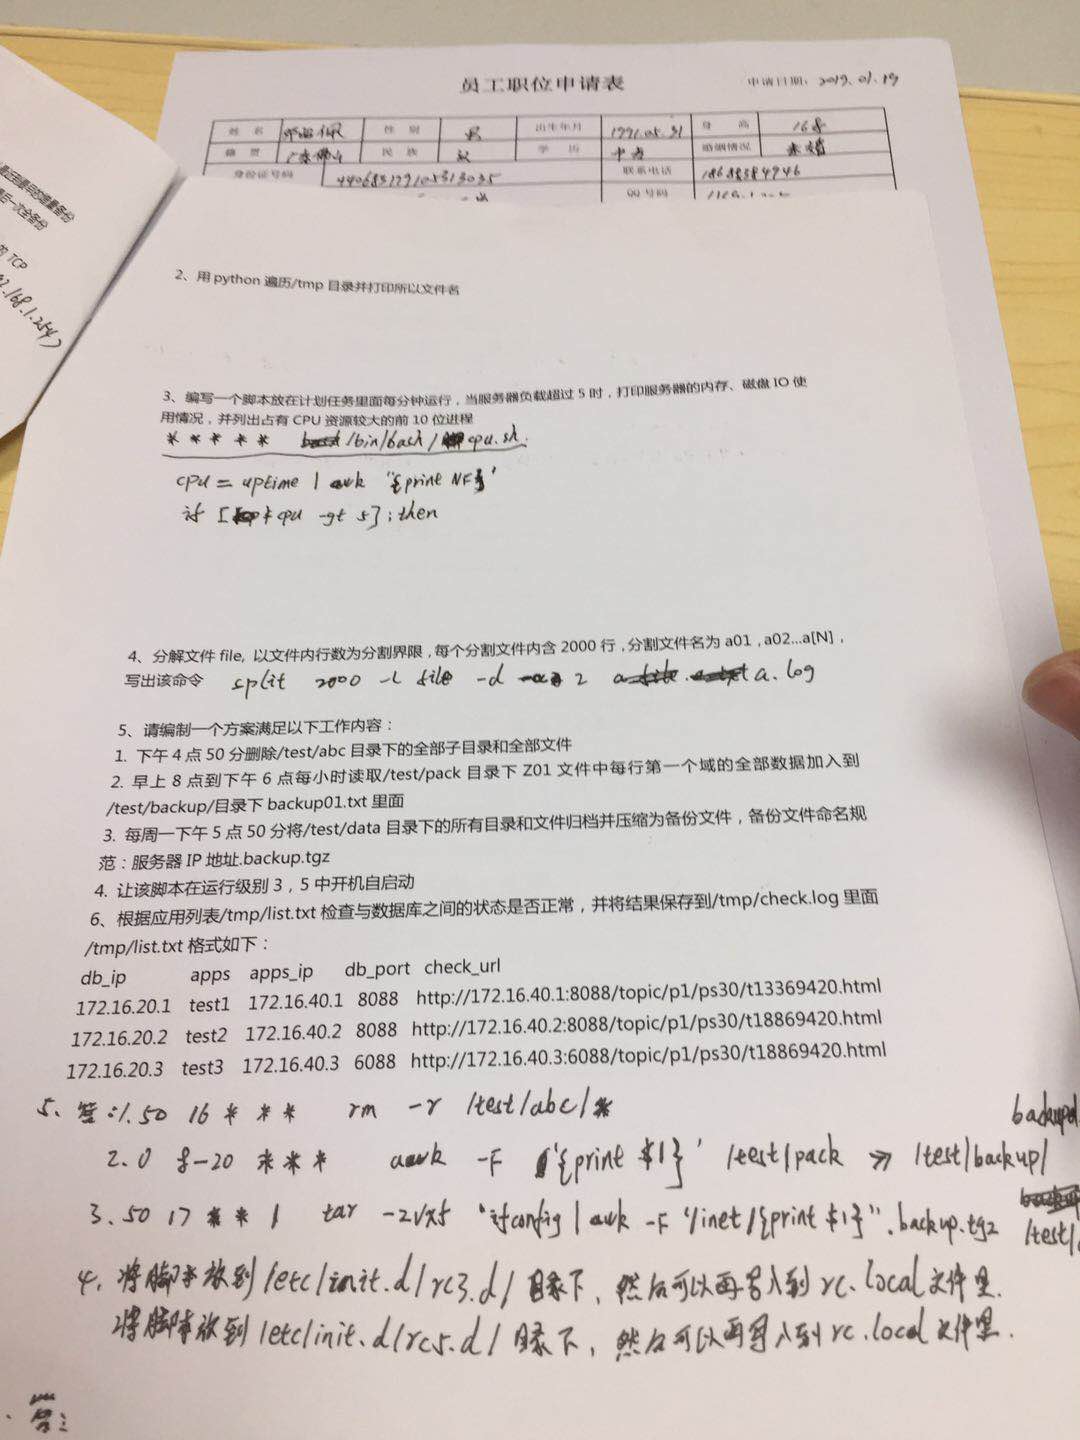 员工职位申请表
申请日期：2019.01.19
姓 名 性 别 男 出生年月 1991.05.31 身 高 168
籍 贯 民 族 汉 学 历 婚姻情况 未婚
身份证号码 联系电话
QQ 号码
后一次全备份
的 TCP
168.1.254)
2、用 python 遍历/tmp 目录并打印所以文件名
3、编写一个脚本放在计划任务里面每分钟运行，当服务器负载超过 5 时，打印服务器的内存、磁盘 IO 使
用情况，并列出占有 CPU 资源较大的前 10 位进程
* * * * * /bin/bash / cpu.sh.
cpu = uptime | awk "{print NF}'
if [ cpu -gt 5];then
4、分解文件 file, 以文件内行数为分割界限，每个分割文件内含 2000 行，分割文件名为 a01，a02...a[N]，
写出该命令 split 2000 -l file -d 2 a.log
5、请编制一个方案满足以下工作内容：
1. 下午 4 点 50 分删除/test/abc 目录下的全部子目录和全部文件
2. 早上 8 点到下午 6 点每小时读取/test/pack 目录下 Z01 文件中每行第一个域的全部数据加入到
/test/backup/目录下 backup01.txt 里面
3. 每周一下午 5 点 50 分将/test/data 目录下的所有目录和文件归档并压缩为备份文件，备份文件命名规
范：服务器 IP 地址.backup.tgz
4. 让该脚本在运行级别 3，5 中开机自启动
6、根据应用列表/tmp/list.txt 检查与数据库之间的状态是否正常，并将结果保存到/tmp/check.log 里面
/tmp/list.txt 格式如下：
db_ip apps apps_ip db_port check_url
172.16.20.1 test1 172.16.40.1 8088 http://172.16.40.1:8088/topic/p1/ps30/t13369420.html
172.16.20.2 test2 172.16.40.2 8088 http://172.16.40.2:8088/topic/p1/ps30/t18869420.html
172.16.20.3 test3 172.16.40.3 6088 http://172.16.40.3:6088/topic/p1/ps30/t18869420.html
5、答：1. 50 16 * * * rm -r /test/abc/*
2. 0 8-20 * * * awk -F '{print $1}' /test/pack >> /test/backup/
3. 50 17 * * 1 tar -zvxf 'ifconfig | awk -F "/inet/{print $1}".backup.tgz /test/
4. 将脚本放到/etc/init.d/rc3.d/目录下，然后可以再写入到rc.local文件里.
将脚本放到/etc/init.d/rc5.d/目录下，然后可以再写入到rc.local文件里.
答：